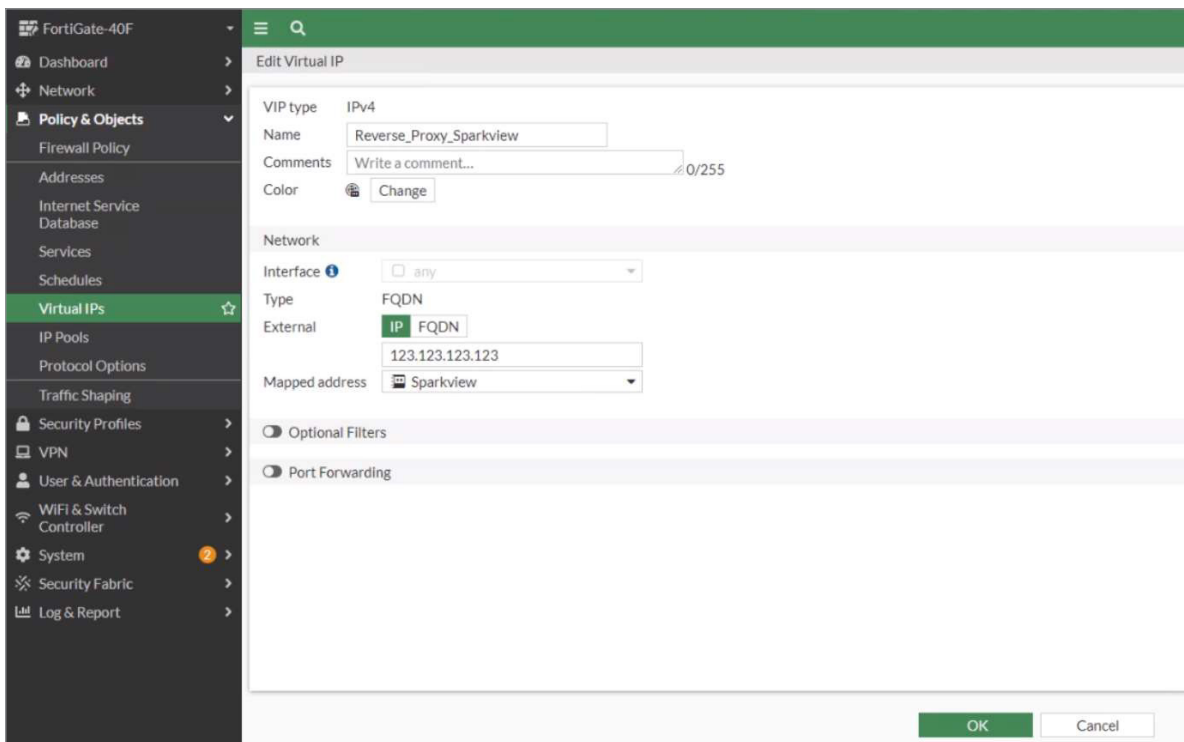 FortiGate-40F
Dashboard
Network
Policy & Objects
Firewall Policy
Addresses
Internet Service
Database
Services
Schedules
Virtual IPs
IP Pools
Protocol Options
Traffic Shaping
Security Profiles
VPN
User & Authentication
WiFi & Switch
Controller
System 2
Security Fabric
Log & Report
Edit Virtual IP
VIP type IPv4
Name Reverse_Proxy_Sparkview
Comments Write a comment... 0/255
Color Change
Network
Interface any
Type FQDN
External IP FQDN
123.123.123.123
Mapped address Sparkview
Optional Filters
Port Forwarding
OK Cancel